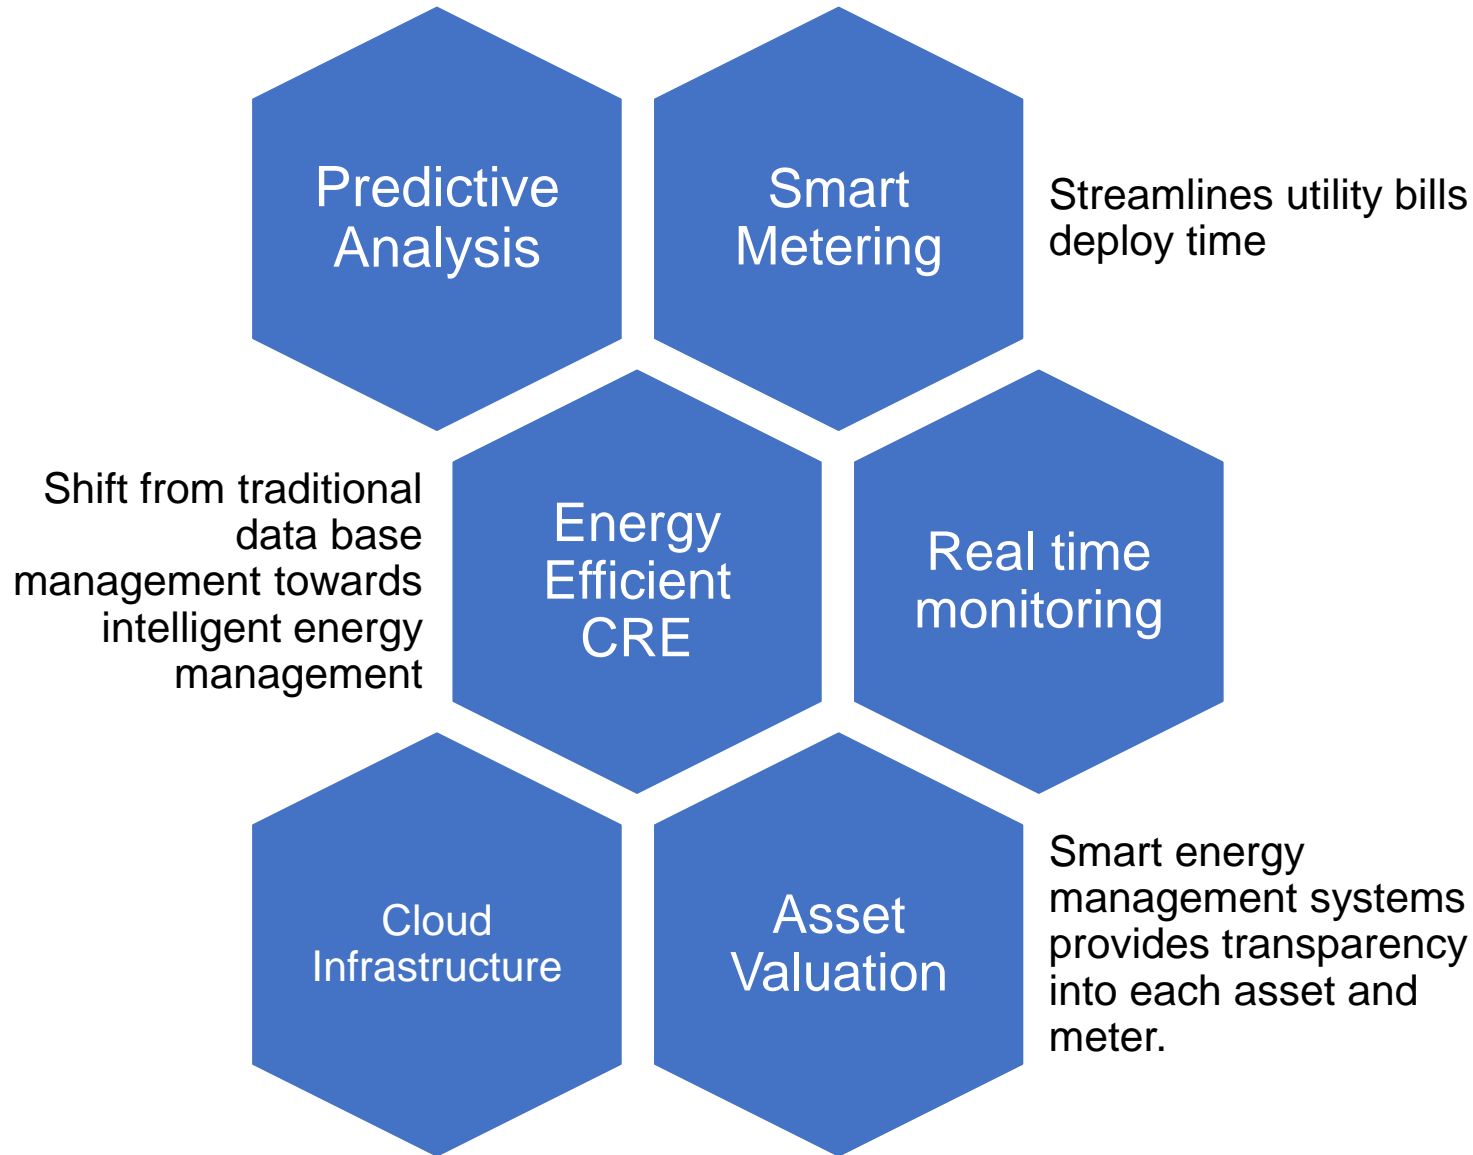 Predictive
Analysis
Smart
Metering
Streamlines utility bills
deploy time
Shift from traditional
data base
management towards
intelligent energy
management
Energy
Efficient
CRE
Real time
monitoring
Cloud
Infrastructure
Asset
Valuation
Smart energy
management systems
provides transparency
into each asset and
meter.